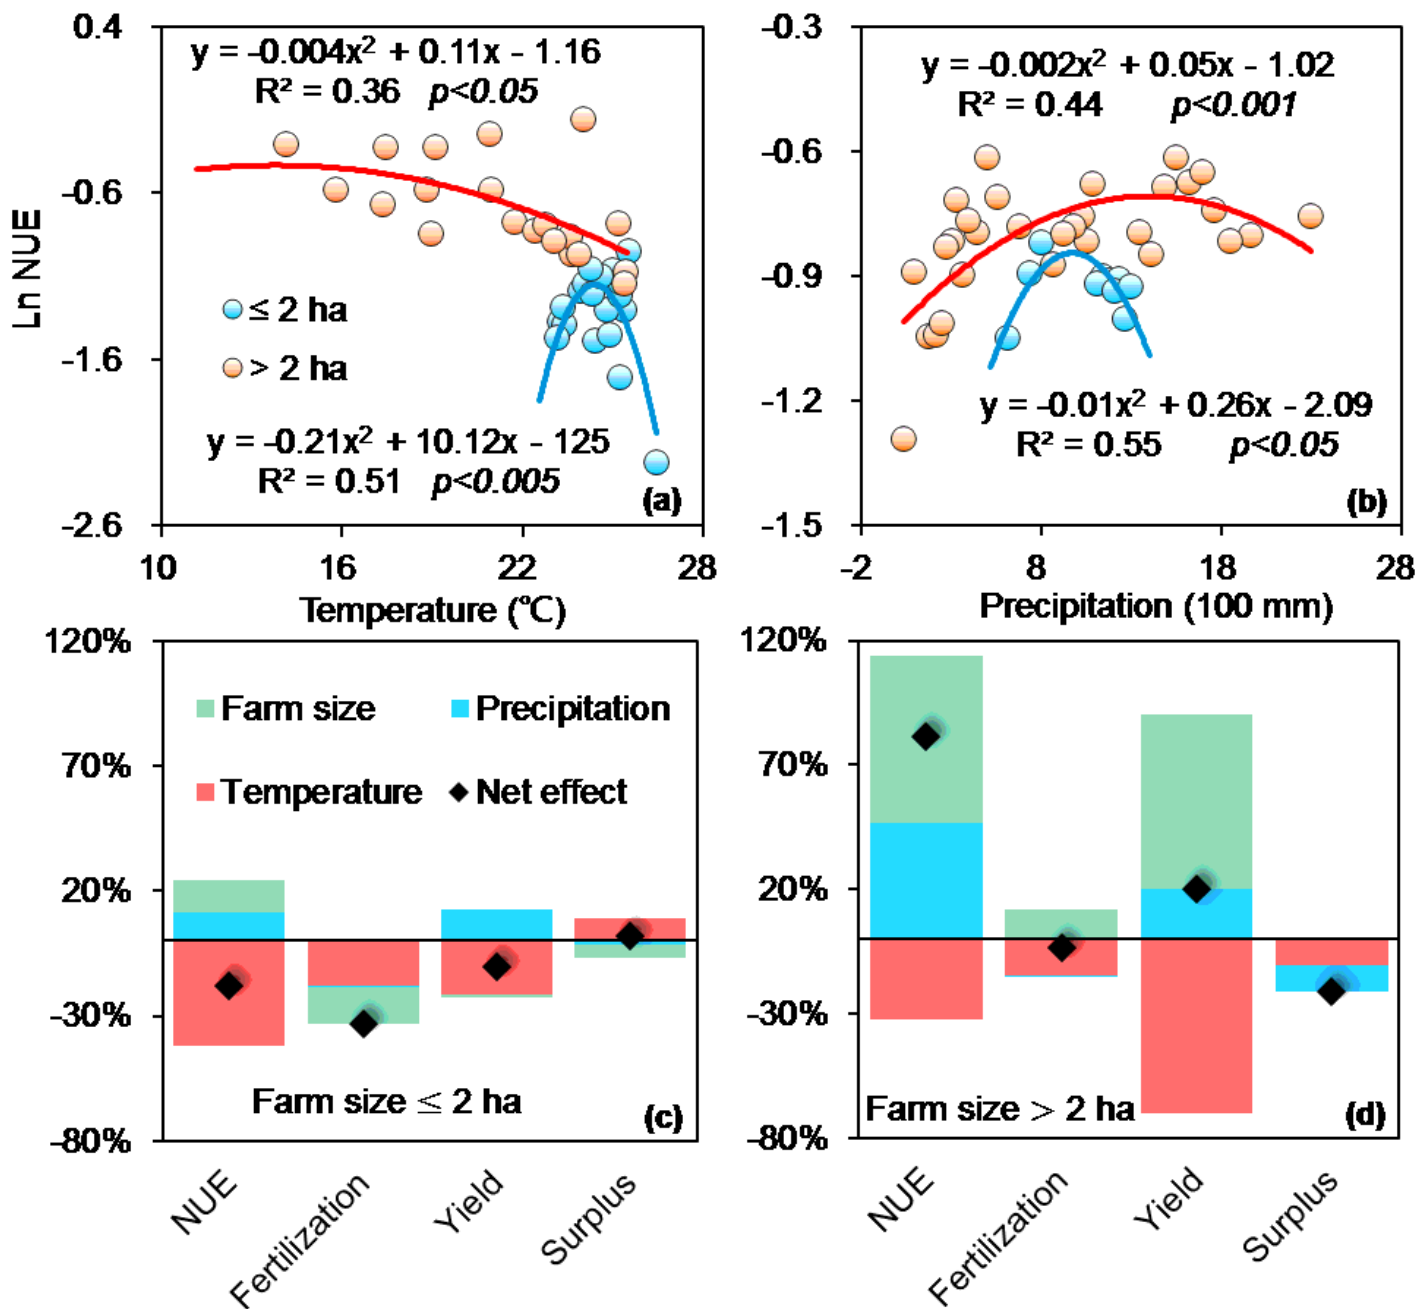 0.4
-0.6
-1.6
-2.6
Ln NUE
y = -0.004x² + 0.11x - 1.16
R² = 0.36 p<0.05
≤ 2 ha
> 2 ha
y = -0.21x² + 10.12x - 125
R² = 0.51 p<0.005
(a)
10 16 22 28
Temperature (℃)
-0.3
-0.6
-0.9
-1.2
-1.5
y = -0.002x² + 0.05x - 1.02
R² = 0.44 p<0.001
y = -0.01x² + 0.26x - 2.09
R² = 0.55 p<0.05
(b)
-2 8 18 28
Precipitation (100 mm)
120%
70%
20%
-30%
-80%
Farm size Precipitation
Temperature Net effect
Farm size ≤ 2 ha
(c)
NUE
Fertilization
Yield
Surplus
120%
70%
20%
-30%
-80%
Farm size > 2 ha
(d)
NUE
Fertilization
Yield
Surplus